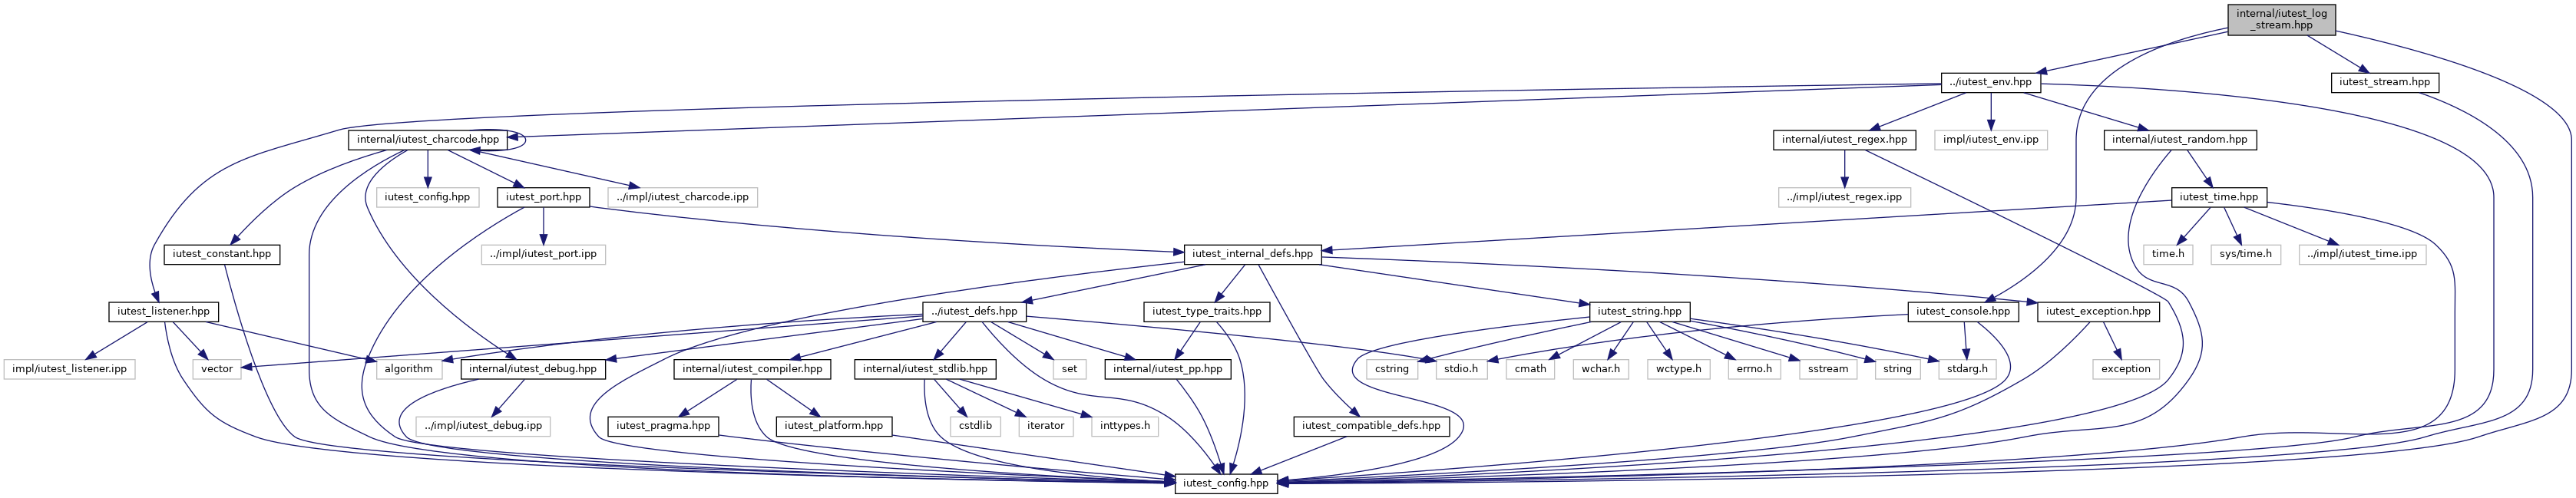 internal/iutest_log
_stream.hpp
../iutest_env.hpp
iutest_stream.hpp
internal/iutest_charcode.hpp
internal/iutest_regex.hpp
impl/iutest_env.ipp
internal/iutest_random.hpp
iutest_config.hpp
iutest_port.hpp
../impl/iutest_charcode.ipp
../impl/iutest_regex.ipp
iutest_time.hpp
iutest_constant.hpp
../impl/iutest_port.ipp
iutest_internal_defs.hpp
time.h
sys/time.h
../impl/iutest_time.ipp
iutest_listener.hpp
../iutest_defs.hpp
iutest_type_traits.hpp
iutest_string.hpp
iutest_console.hpp
iutest_exception.hpp
impl/iutest_listener.ipp
vector
algorithm
internal/iutest_debug.hpp
internal/iutest_compiler.hpp
internal/iutest_stdlib.hpp
set
internal/iutest_pp.hpp
cstring
stdio.h
cmath
wchar.h
wctype.h
errno.h
sstream
string
stdarg.h
exception
../impl/iutest_debug.ipp
iutest_pragma.hpp
iutest_platform.hpp
cstdlib
iterator
inttypes.h
iutest_compatible_defs.hpp
iutest_config.hpp